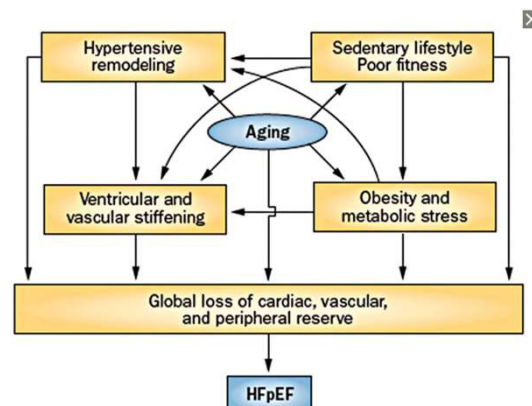 Hypertensive
remodeling
Sedentary lifestyle
Poor fitness
Aging
Ventricular and
vascular stiffening
Obesity and
metabolic stress
Global loss of cardiac, vascular,
and peripheral reserve
HFpEF